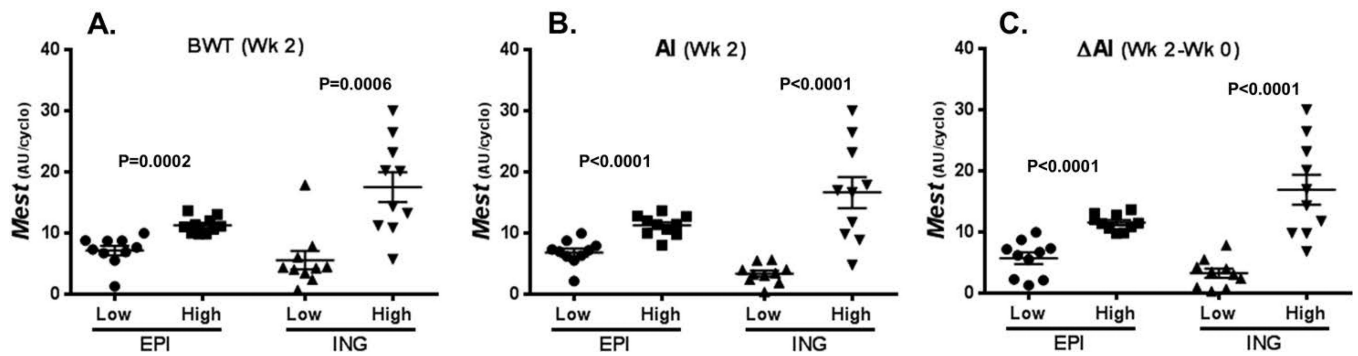 A.
BWT (Wk 2)
Mest (AU/cyclo)
40
30
20
10
0
P=0.0002
P=0.0006
Low High Low High
EPI ING
B.
AI (Wk 2)
Mest (AU/cyclo)
40
30
20
10
0
P<0.0001
P<0.0001
Low High Low High
EPI ING
C.
ΔAI (Wk 2-Wk 0)
Mest (AU/cyclo)
40
30
20
10
0
P<0.0001
P<0.0001
Low High Low High
EPI ING